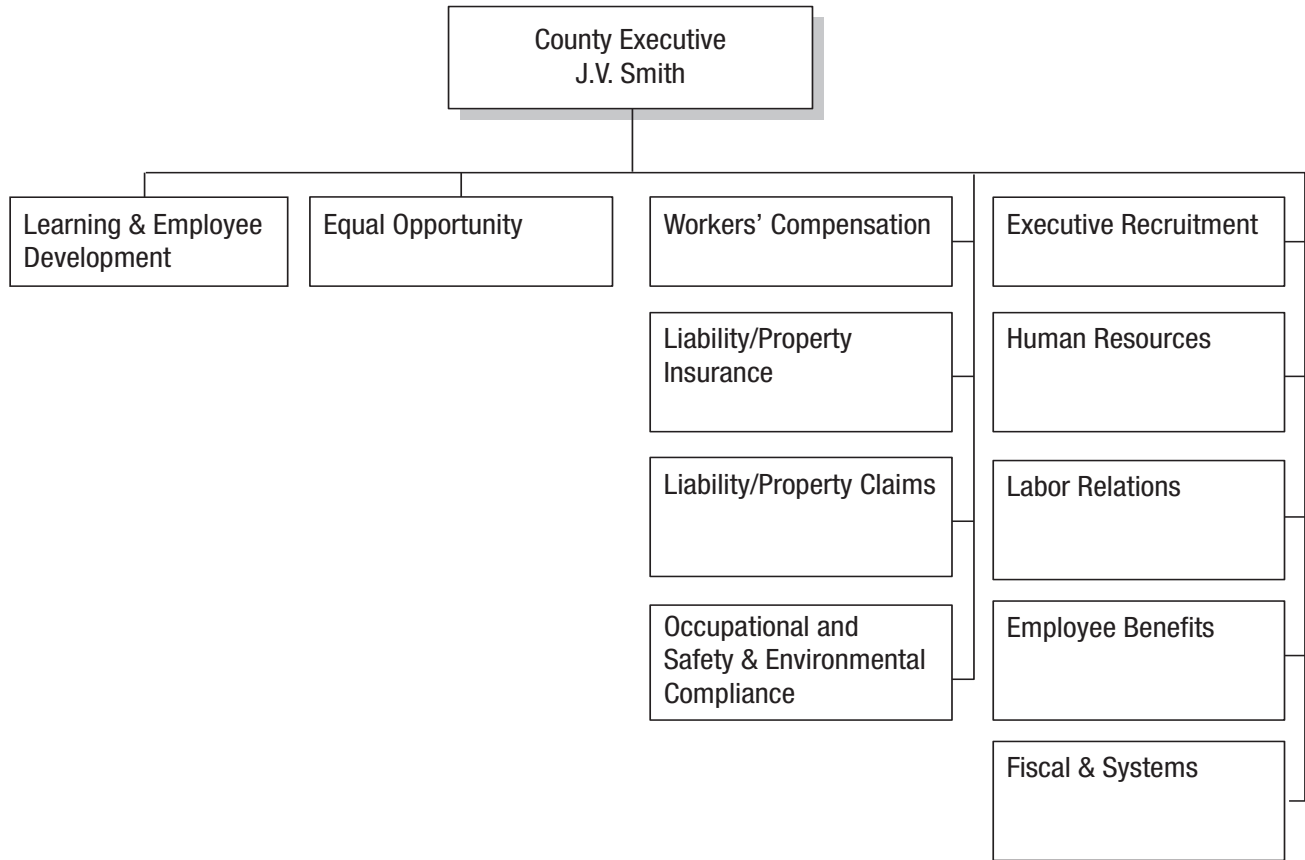 County Executive
J.V. Smith
Learning & Employee
Development
Equal Opportunity
Workers’ Compensation
Executive Recruitment
Liability/Property
Insurance
Human Resources
Liability/Property Claims
Labor Relations
Occupational and
Safety & Environmental
Compliance
Employee Benefits
Fiscal & Systems